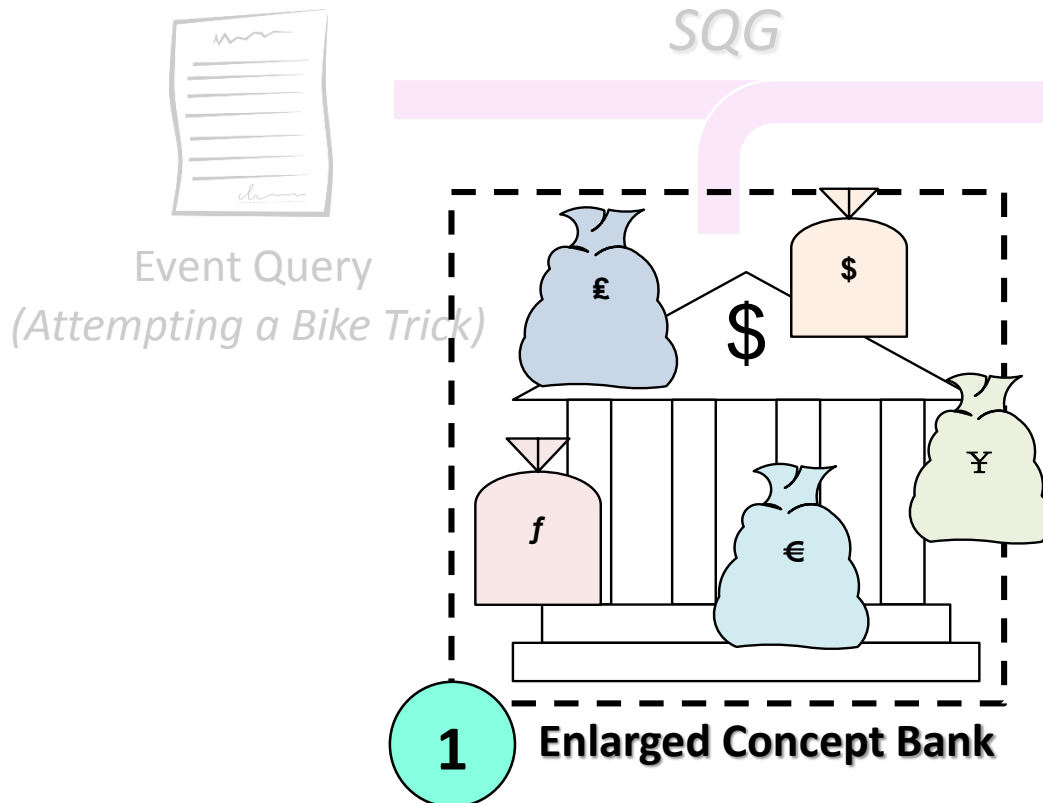 SQG
Event Query
(Attempting a Bike Trick)
₤
$
$
¥
ƒ
€
1
Enlarged Concept Bank